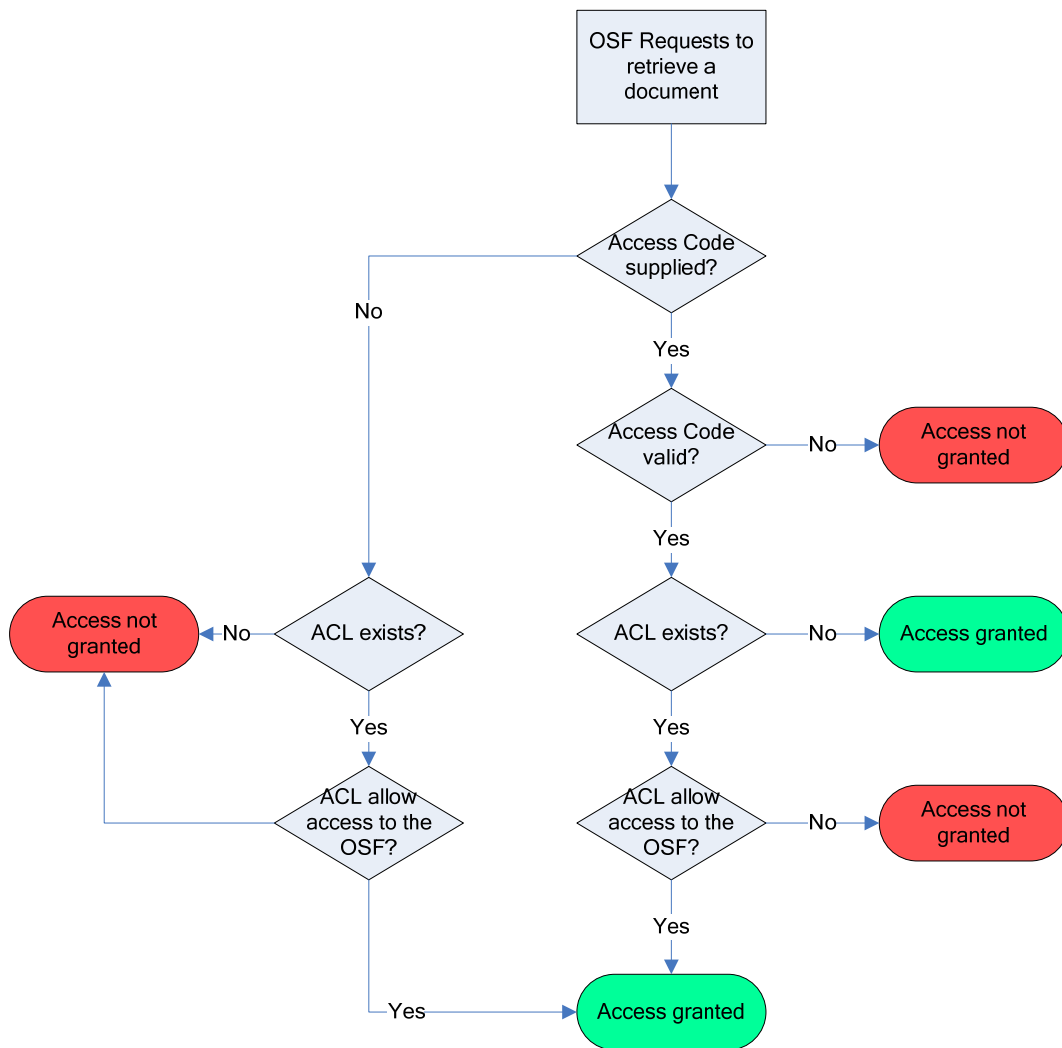 OSF Requests to
retrieve a
document
Access Code
supplied?
No
Yes
Access Code
valid?
No
Access not
granted
Yes
Access not
granted
No
ACL exists?
ACL exists?
No
Access granted
Yes
Yes
ACL allow
access to the
OSF?
ACL allow
access to the
OSF?
No
Access not
granted
Yes
Yes
Access granted